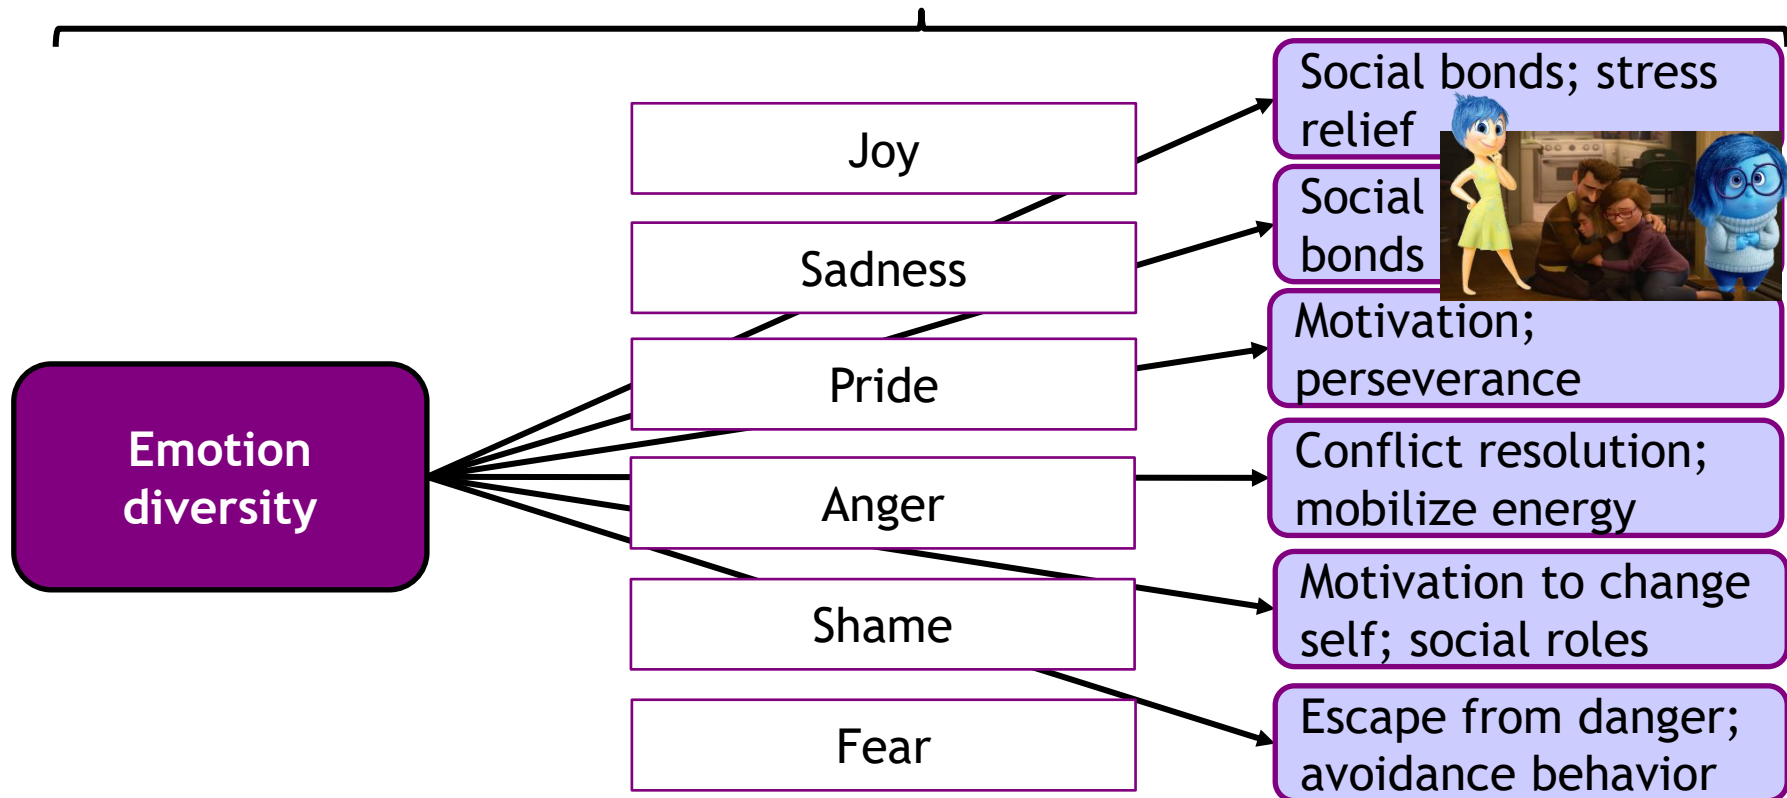 Emotion
diversity
Joy
Sadness
Pride
Anger
Shame
Fear
Social bonds; stress
relief
Social
bonds
Motivation;
perseverance
Conflict resolution;
mobilize energy
Motivation to change
self; social roles
Escape from danger;
avoidance behavior